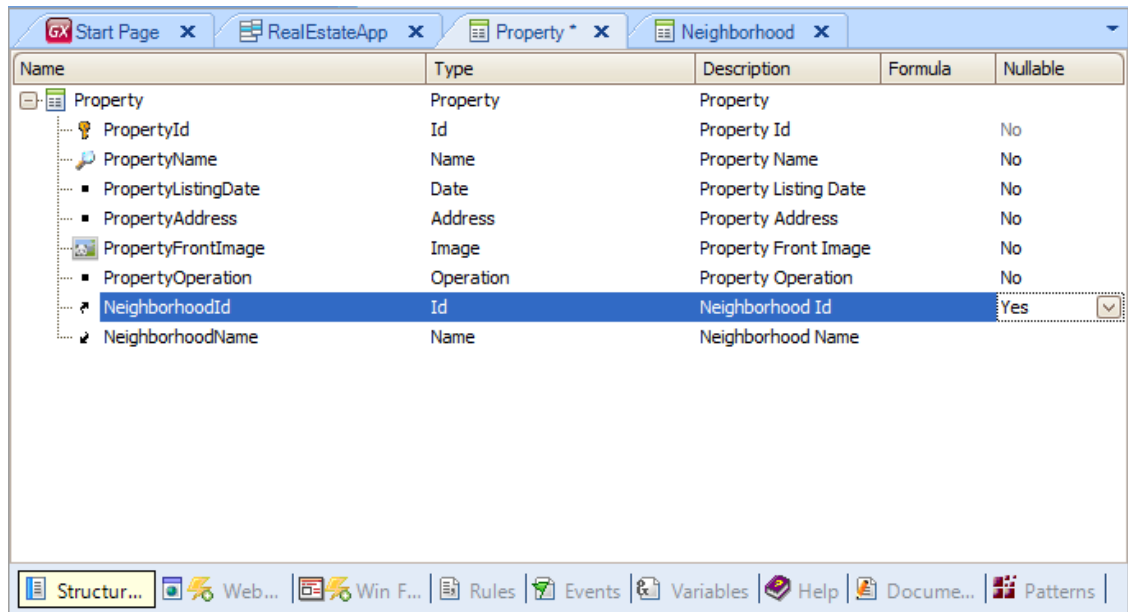 GX Start Page RealEstateApp Property * Neighborhood
Name Type Description Formula Nullable
Property Property Property
PropertyId Id Property Id No
PropertyName Name Property Name No
PropertyListingDate Date Property Listing Date No
PropertyAddress Address Property Address No
PropertyFrontImage Image Property Front Image No
PropertyOperation Operation Property Operation No
NeighborhoodId Id Neighborhood Id Yes
NeighborhoodName Name Neighborhood Name
Structur... Web... Win F... Rules Events & Variables Help Docume... Patterns